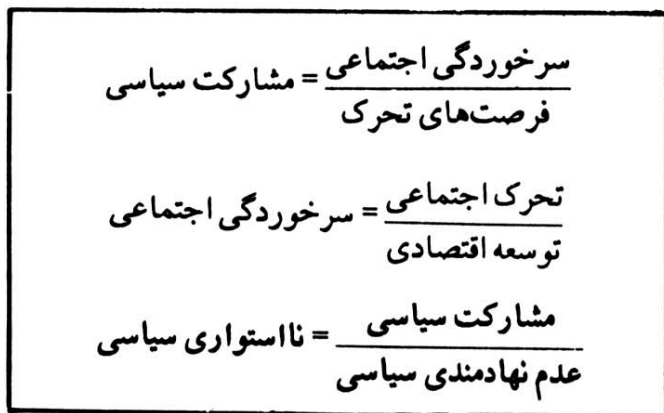 سرخوردگی اجتماعی
= مشارکت سیاسی
فرصت‌های تحرک
تحرک اجتماعی
= سرخوردگی اجتماعی
توسعه اقتصادی
مشارکت سیاسی
= نااستواری سیاسی
عدم نهادمندی سیاسی